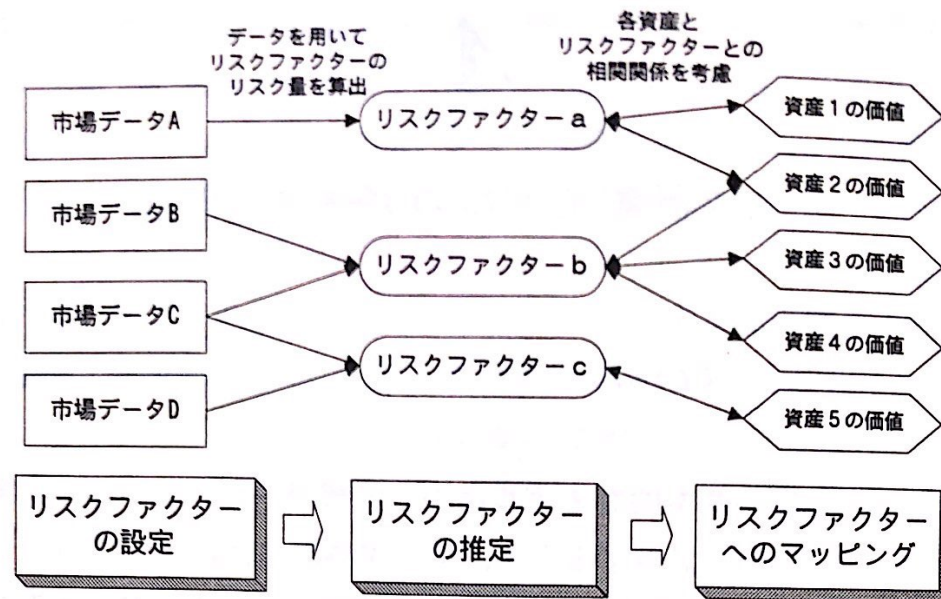 データを用いて
リスクファクターの
リスク量を算出
各資産と
リスクファクターとの
相関関係を考慮
市場データA
リスクファクターa
資産1の価値
市場データB
資産2の価値
リスクファクターb
資産3の価値
市場データC
資産4の価値
リスクファクターc
市場データD
資産5の価値
リスクファクター
の設定
リスクファクター
の推定
リスクファクター
へのマッピング